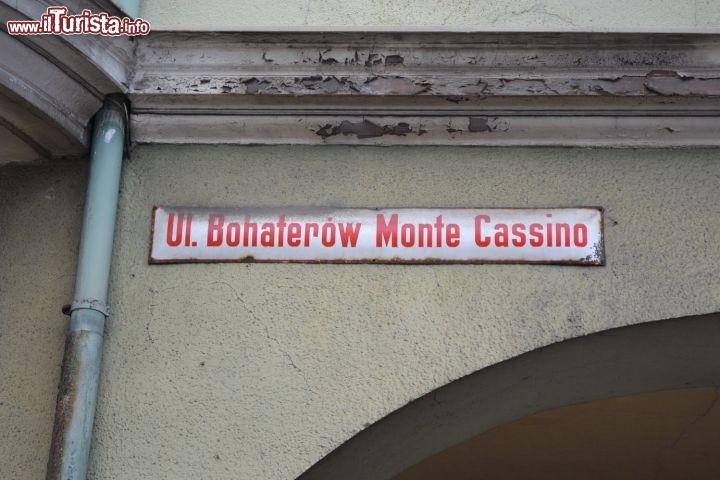 www.ilTurista.info
Ul. Bohaterów Monte Cassino